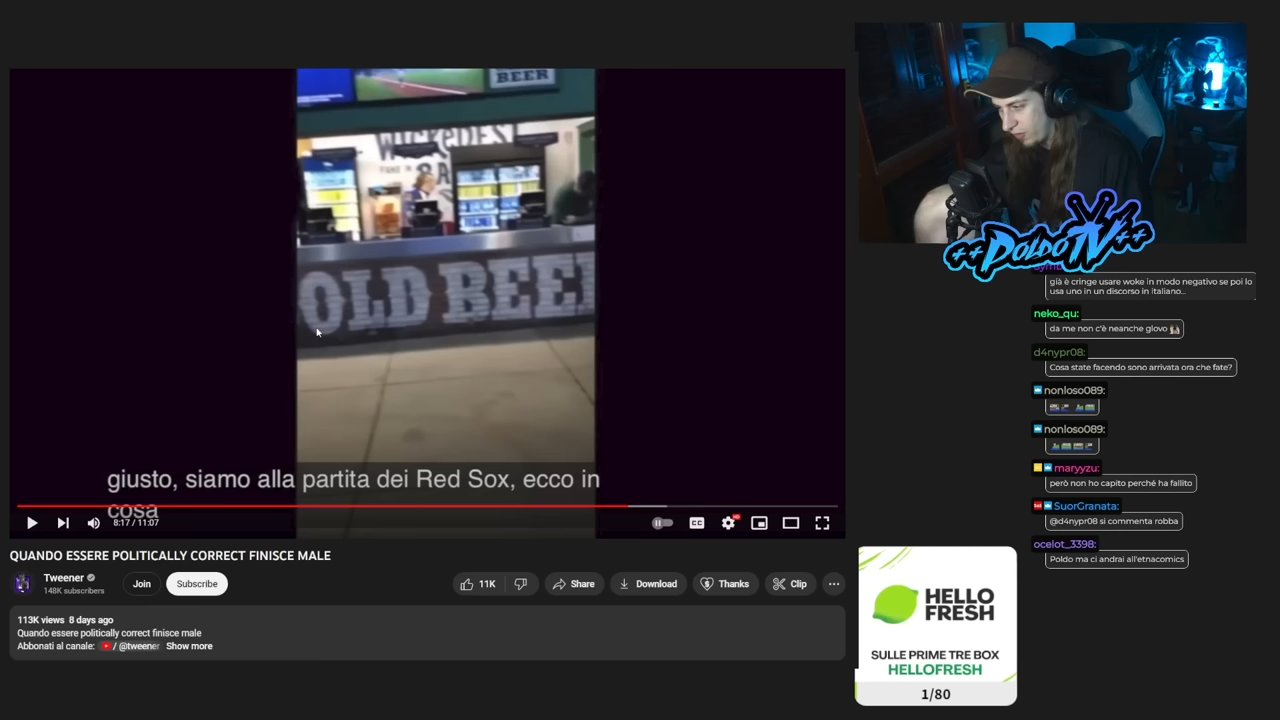 BEER
WICKEDEST
OLD BEER
giusto, siamo alla partita dei Red Sox, ecco in
cosa
8:17 / 11:07
CC
HD
QUANDO ESSERE POLITICALLY CORRECT FINISCE MALE
Tweener
148K subscribers
Join
Subscribe
11K
Share
Download
Thanks
Clip
113K views 8 days ago
Quando essere politically correct finisce male
Abbonati al canale: / @tweener Show more
++POLDOTV++
già è cringe usare woke in modo negativo se poi lo
usa uno in un discorso in italiano...
neko_qu:
da me non c'è neanche glovo
d4nypr08:
Cosa state facendo sono arrivata ora che fate?
nonloso089:
nonloso089:
maryyzu:
però non ho capito perché ha fallito
SuorGranata:
@d4nypr08 si commenta robba
ocelot_3398:
Poldo ma ci andrai all'etnacomics
HELLO
FRESH
SULLE PRIME TRE BOX
HELLOFRESH
1/80